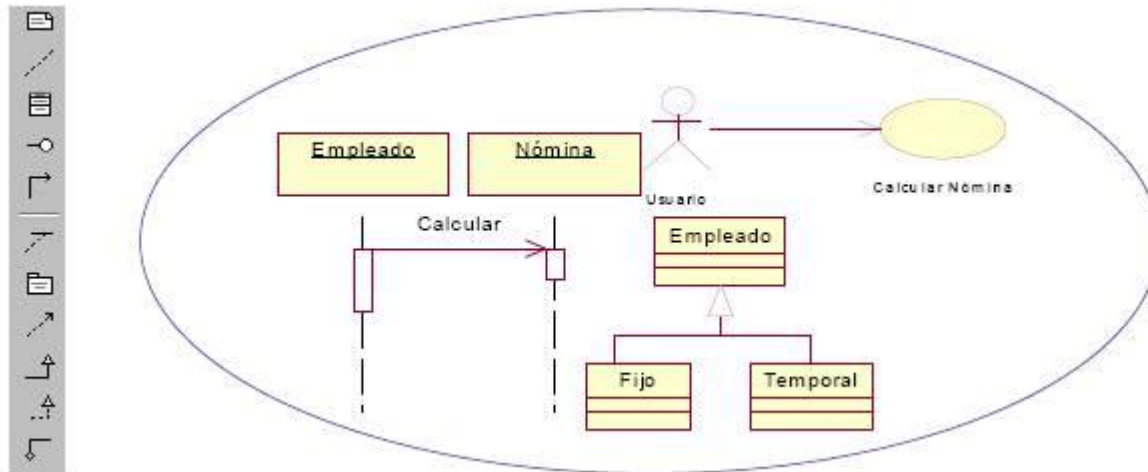 Empleado
Nómina
Usuario
Calcular Nómina
Calcular
Empleado
Fijo
Temporal